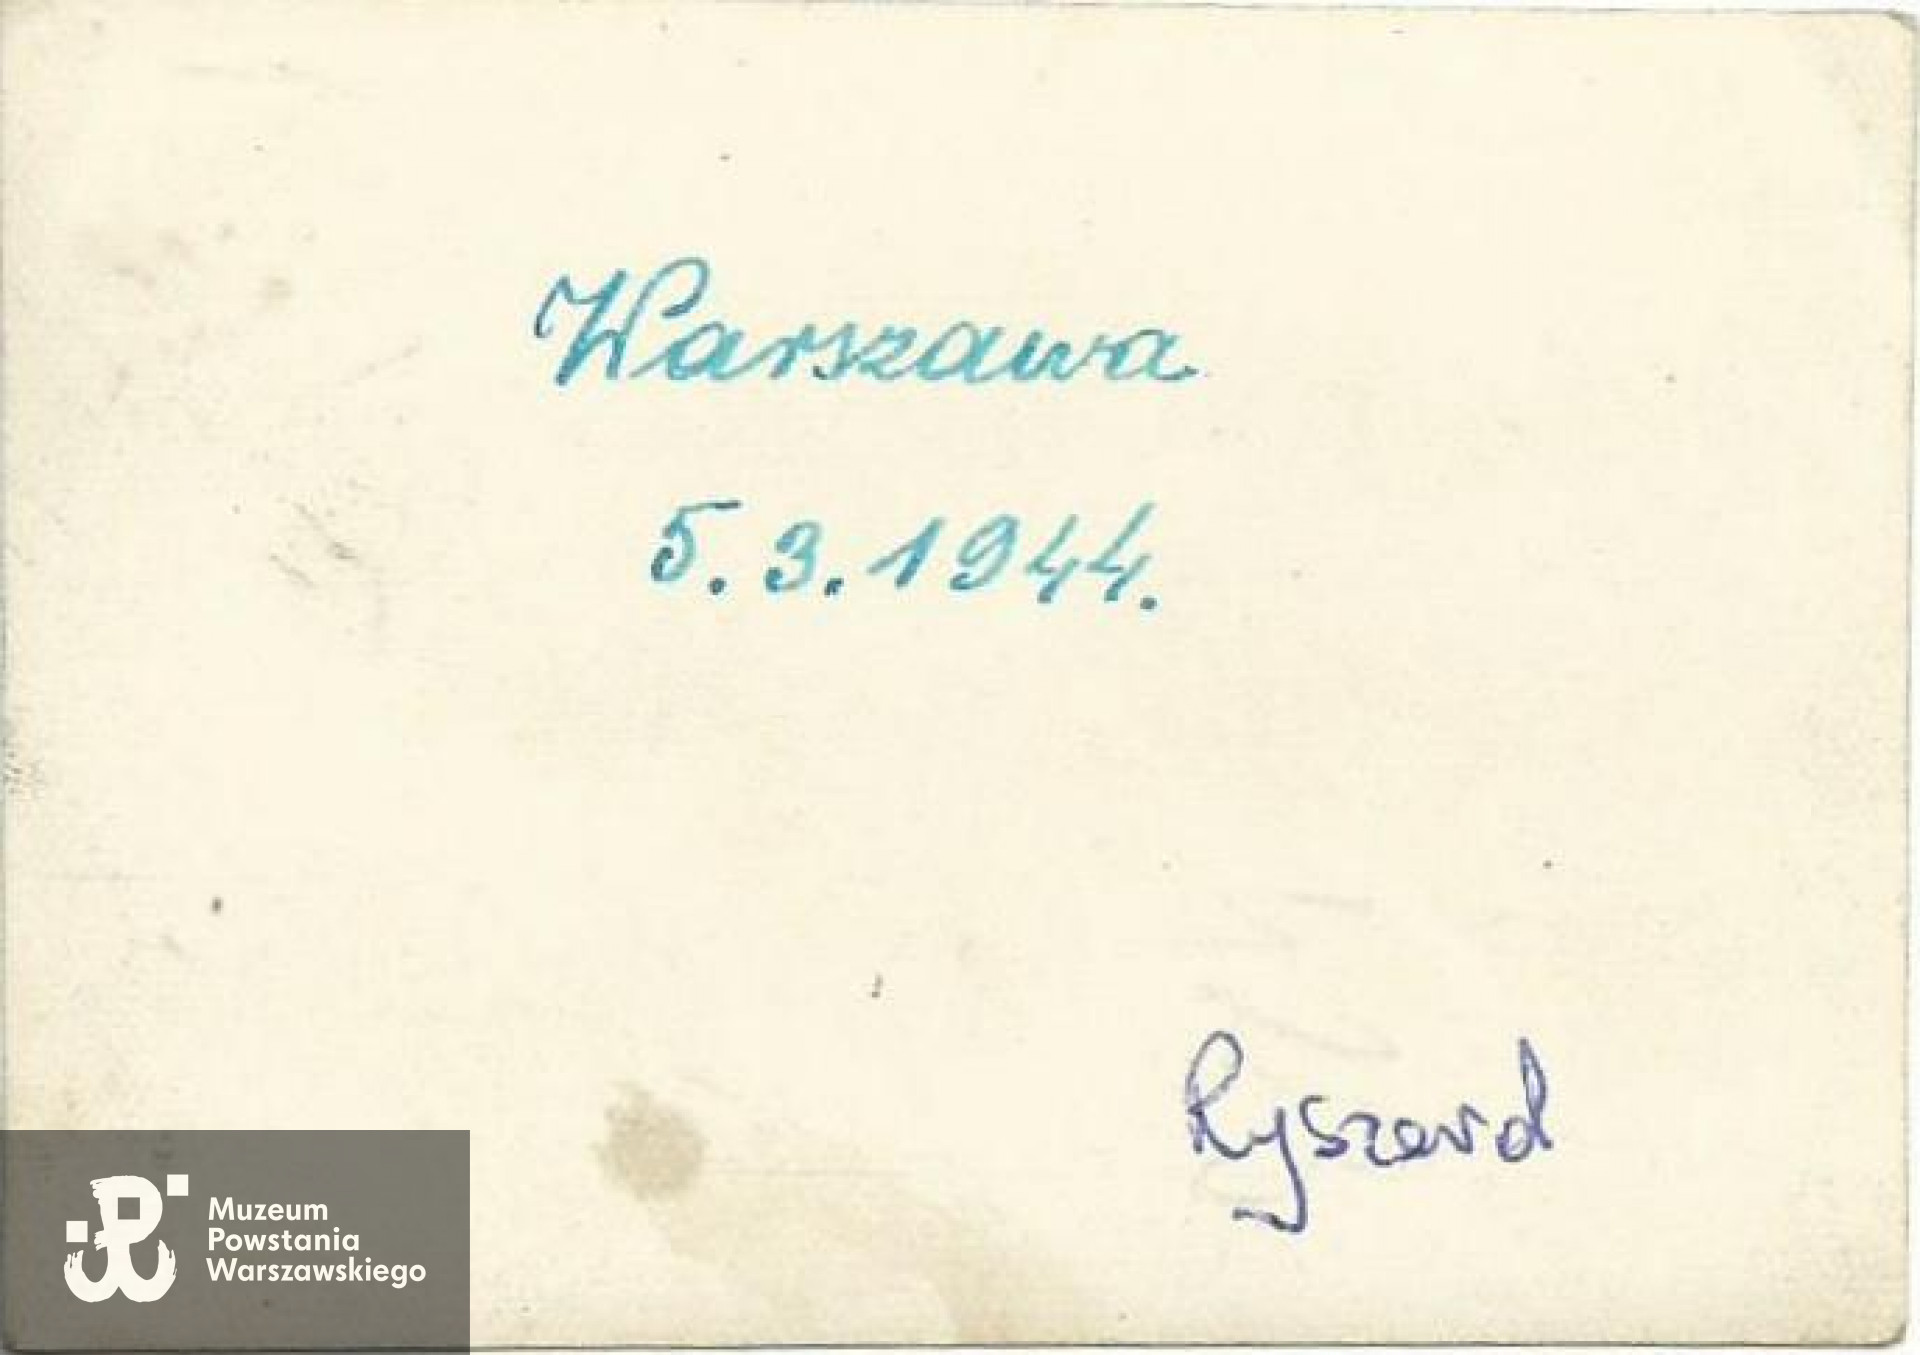 Warszawa
5.3.1944.
Ryszard
Muzeum
Powstania
Warszawskiego